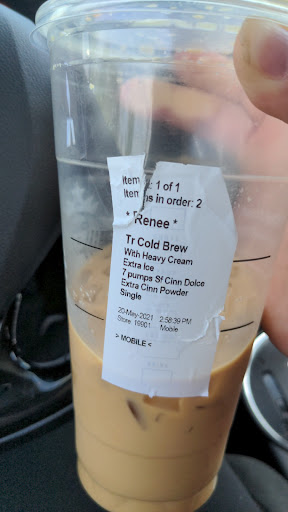 Item : 1 of 1
Items in order: 2
* Renee *
Tr Cold Brew
With Heavy Cream
Extra Ice
7 pumps Sf Cinn Dolce
Extra Cinn Powder
Single
20-May-2021 2:58:39 PM
Store: 19901 Mobile
> MOBILE <